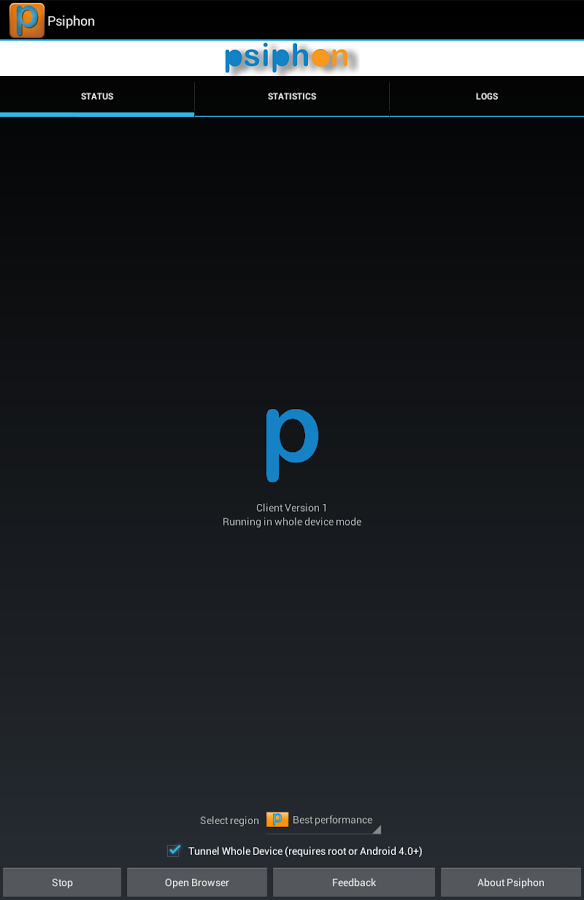 Psiphon
psiphon
STATUS
STATISTICS
LOGS
p
Client Version 1
Running in whole device mode
Select region
Best performance
Tunnel Whole Device (requires root or Android 4.0+)
Stop
Open Browser
Feedback
About Psiphon